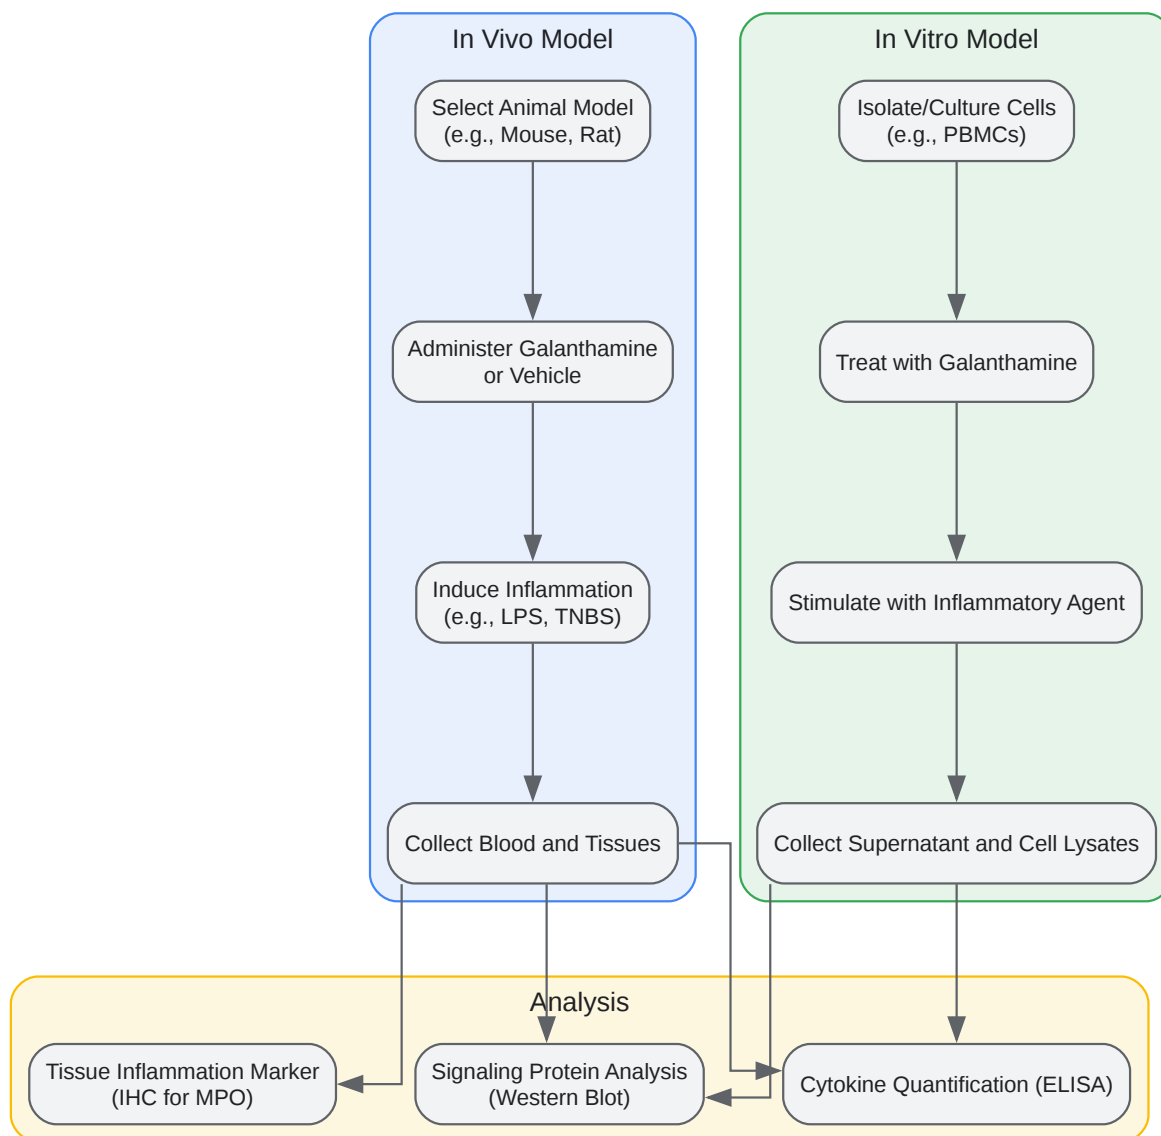 In Vivo Model
Select Animal Model
(e.g., Mouse, Rat)
Administer Galanthamine
or Vehicle
Induce Inflammation
(e.g., LPS, TNBS)
Collect Blood and Tissues
In Vitro Model
Isolate/Culture Cells
(e.g., PBMCs)
Treat with Galanthamine
Stimulate with Inflammatory Agent
Collect Supernatant and Cell Lysates
Analysis
Tissue Inflammation Marker
(IHC for MPO)
Signaling Protein Analysis
(Western Blot)
Cytokine Quantification (ELISA)